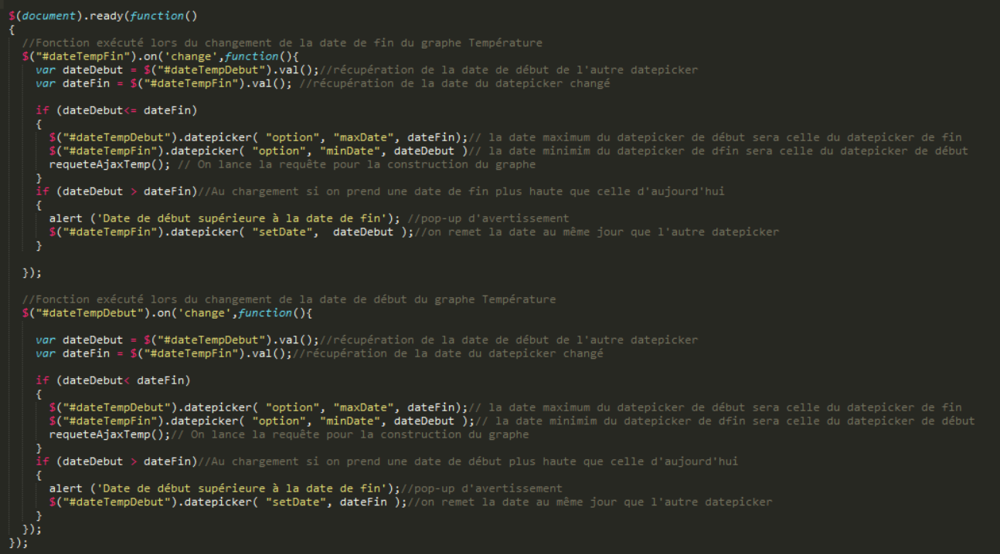 $(document).ready(function()
{
//Fonction exécuté lors du changement de la date de fin du graphe Température
$("#dateTempFin").on('change',function(){
var dateDebut = $("#dateTempDebut").val();//récupération de la date de début de l'autre datepicker
var dateFin = $("#dateTempFin").val(); //récupération de la date du datepicker changé
if (dateDebut<= dateFin)
{
$("#dateTempDebut").datepicker( "option", "maxDate", dateFin);// la date maximum du datepicker de début sera celle du datepicker de fin
$("#dateTempFin").datepicker( "option", "minDate", dateDebut )// la date minimim du datepicker de dfin sera celle du datepicker de début
requeteAjaxTemp(); // On lance la requête pour la construction du graphe
}
if (dateDebut > dateFin)//Au chargement si on prend une date de fin plus haute que celle d'aujourd'hui
{
alert ('Date de début supérieure à la date de fin'); //pop-up d'avertissement
$("#dateTempFin").datepicker( "setDate",  dateDebut );//on remet la date au même jour que l'autre datepicker
}
});
//Fonction exécuté lors du changement de la date de début du graphe Température
$("#dateTempDebut").on('change',function(){
var dateDebut = $("#dateTempDebut").val();//récupération de la date de début de l'autre datepicker
var dateFin = $("#dateTempFin").val();//récupération de la date du datepicker changé
if (dateDebut< dateFin)
{
$("#dateTempDebut").datepicker( "option", "maxDate", dateFin);// la date maximum du datepicker de début sera celle du datepicker de fin
$("#dateTempFin").datepicker( "option", "minDate", dateDebut );// la date minimim du datepicker de dfin sera celle du datepicker de début
requeteAjaxTemp();// On lance la requête pour la construction du graphe
}
if (dateDebut > dateFin)//Au chargement si on prend une date de début plus haute que celle d'aujourd'hui
{
alert ('Date de début supérieure à la date de fin');//pop-up d'avertissement
$("#dateTempDebut").datepicker( "setDate", dateFin );//on remet la date au même jour que l'autre datepicker
}
});
});